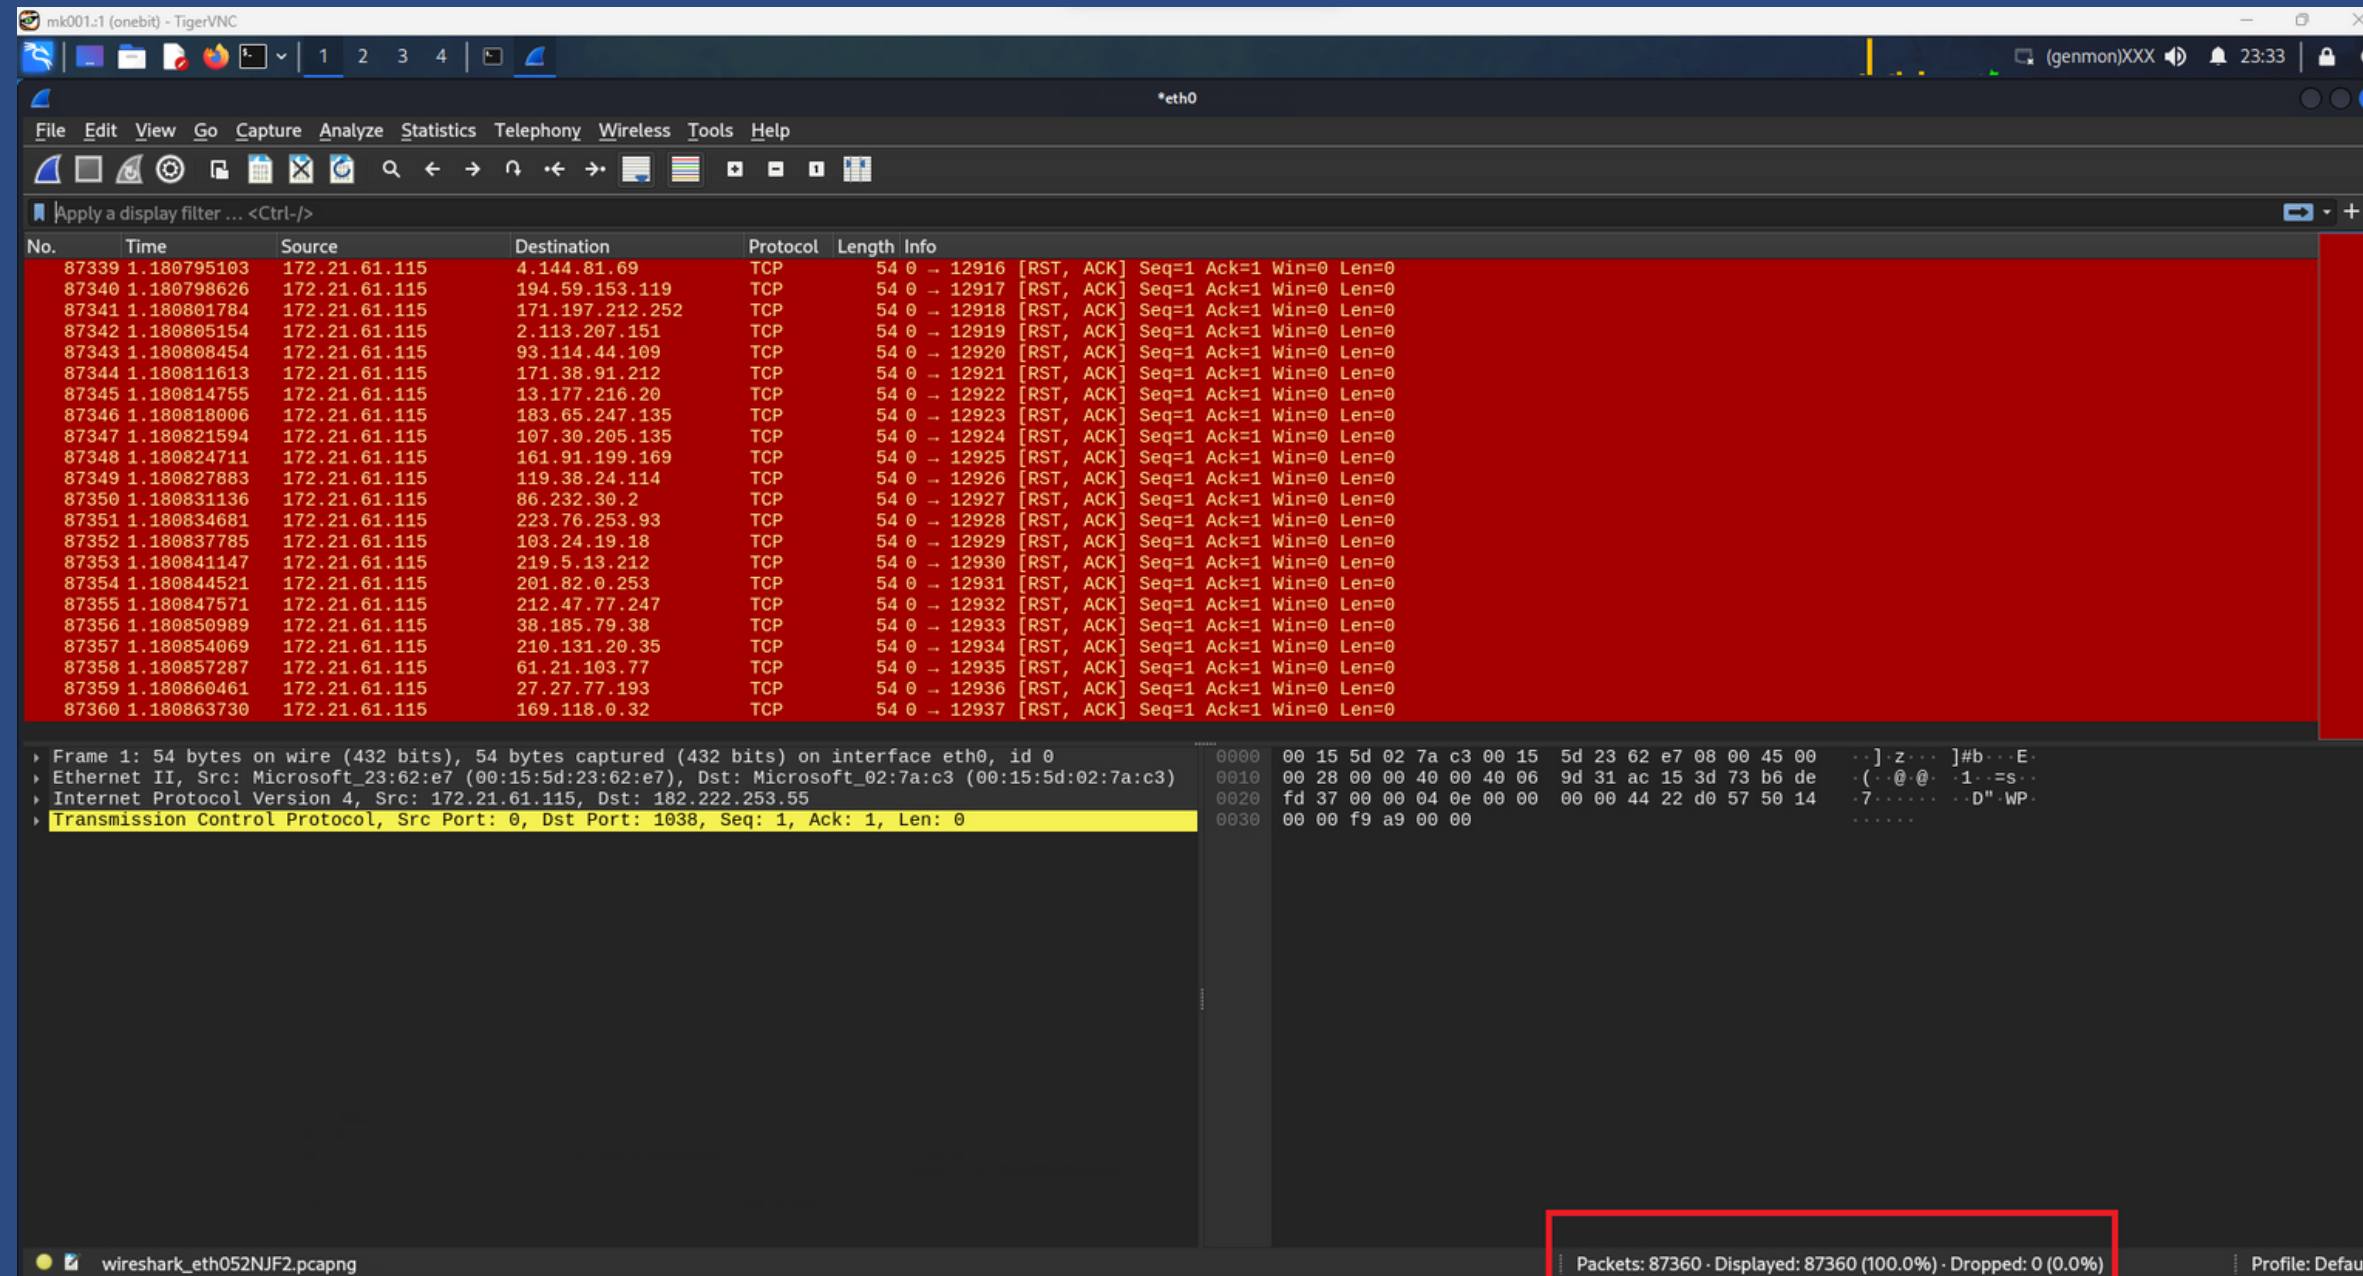 mk001.:1 (onebit) - TigerVNC
1 2 3 4 (genmon)XXX 23:33
*eth0
File Edit View Go Capture Analyze Statistics Telephony Wireless Tools Help
Apply a display filter ... <Ctrl-/>
No. Time Source Destination Protocol Length Info
87339 1.180795103 172.21.61.115 4.144.81.69 TCP 54 0 → 12916 [RST, ACK] Seq=1 Ack=1 Win=0 Len=0
87340 1.180798626 172.21.61.115 194.59.153.119 TCP 54 0 → 12917 [RST, ACK] Seq=1 Ack=1 Win=0 Len=0
87341 1.180801784 172.21.61.115 171.197.212.252 TCP 54 0 → 12918 [RST, ACK] Seq=1 Ack=1 Win=0 Len=0
87342 1.180805154 172.21.61.115 2.113.207.151 TCP 54 0 → 12919 [RST, ACK] Seq=1 Ack=1 Win=0 Len=0
87343 1.180808454 172.21.61.115 93.114.44.109 TCP 54 0 → 12920 [RST, ACK] Seq=1 Ack=1 Win=0 Len=0
87344 1.180811613 172.21.61.115 171.38.91.212 TCP 54 0 → 12921 [RST, ACK] Seq=1 Ack=1 Win=0 Len=0
87345 1.180814755 172.21.61.115 13.177.216.20 TCP 54 0 → 12922 [RST, ACK] Seq=1 Ack=1 Win=0 Len=0
87346 1.180818006 172.21.61.115 183.65.247.135 TCP 54 0 → 12923 [RST, ACK] Seq=1 Ack=1 Win=0 Len=0
87347 1.180821594 172.21.61.115 107.30.205.135 TCP 54 0 → 12924 [RST, ACK] Seq=1 Ack=1 Win=0 Len=0
87348 1.180824711 172.21.61.115 161.91.199.169 TCP 54 0 → 12925 [RST, ACK] Seq=1 Ack=1 Win=0 Len=0
87349 1.180827883 172.21.61.115 119.38.24.114 TCP 54 0 → 12926 [RST, ACK] Seq=1 Ack=1 Win=0 Len=0
87350 1.180831136 172.21.61.115 86.232.30.2 TCP 54 0 → 12927 [RST, ACK] Seq=1 Ack=1 Win=0 Len=0
87351 1.180834681 172.21.61.115 223.76.253.93 TCP 54 0 → 12928 [RST, ACK] Seq=1 Ack=1 Win=0 Len=0
87352 1.180837785 172.21.61.115 103.24.19.18 TCP 54 0 → 12929 [RST, ACK] Seq=1 Ack=1 Win=0 Len=0
87353 1.180841147 172.21.61.115 219.5.13.212 TCP 54 0 → 12930 [RST, ACK] Seq=1 Ack=1 Win=0 Len=0
87354 1.180844521 172.21.61.115 201.82.0.253 TCP 54 0 → 12931 [RST, ACK] Seq=1 Ack=1 Win=0 Len=0
87355 1.180847571 172.21.61.115 212.47.77.247 TCP 54 0 → 12932 [RST, ACK] Seq=1 Ack=1 Win=0 Len=0
87356 1.180850989 172.21.61.115 38.185.79.38 TCP 54 0 → 12933 [RST, ACK] Seq=1 Ack=1 Win=0 Len=0
87357 1.180854069 172.21.61.115 210.131.20.35 TCP 54 0 → 12934 [RST, ACK] Seq=1 Ack=1 Win=0 Len=0
87358 1.180857287 172.21.61.115 61.21.103.77 TCP 54 0 → 12935 [RST, ACK] Seq=1 Ack=1 Win=0 Len=0
87359 1.180860461 172.21.61.115 27.27.77.193 TCP 54 0 → 12936 [RST, ACK] Seq=1 Ack=1 Win=0 Len=0
87360 1.180863730 172.21.61.115 169.118.0.32 TCP 54 0 → 12937 [RST, ACK] Seq=1 Ack=1 Win=0 Len=0
Frame 1: 54 bytes on wire (432 bits), 54 bytes captured (432 bits) on interface eth0, id 0
Ethernet II, Src: Microsoft_23:62:e7 (00:15:5d:23:62:e7), Dst: Microsoft_02:7a:c3 (00:15:5d:02:7a:c3)
Internet Protocol Version 4, Src: 172.21.61.115, Dst: 182.222.253.55
Transmission Control Protocol, Src Port: 0, Dst Port: 1038, Seq: 1, Ack: 1, Len: 0
0000 00 15 5d 02 7a c3 00 15 5d 23 62 e7 08 00 45 00 ··]·z··· ]#b···E·
0010 00 28 00 00 40 00 40 06 9d 31 ac 15 3d 73 b6 de ·(··@·@· ·1··=s··
0020 fd 37 00 00 04 0e 00 00 00 00 44 22 d0 57 50 14 ·7······ ··D"·WP·
0030 00 00 f9 a9 00 00 ······
wireshark_eth052NJF2.pcapng
Packets: 87360 · Displayed: 87360 (100.0%) · Dropped: 0 (0.0%)
Profile: Defau